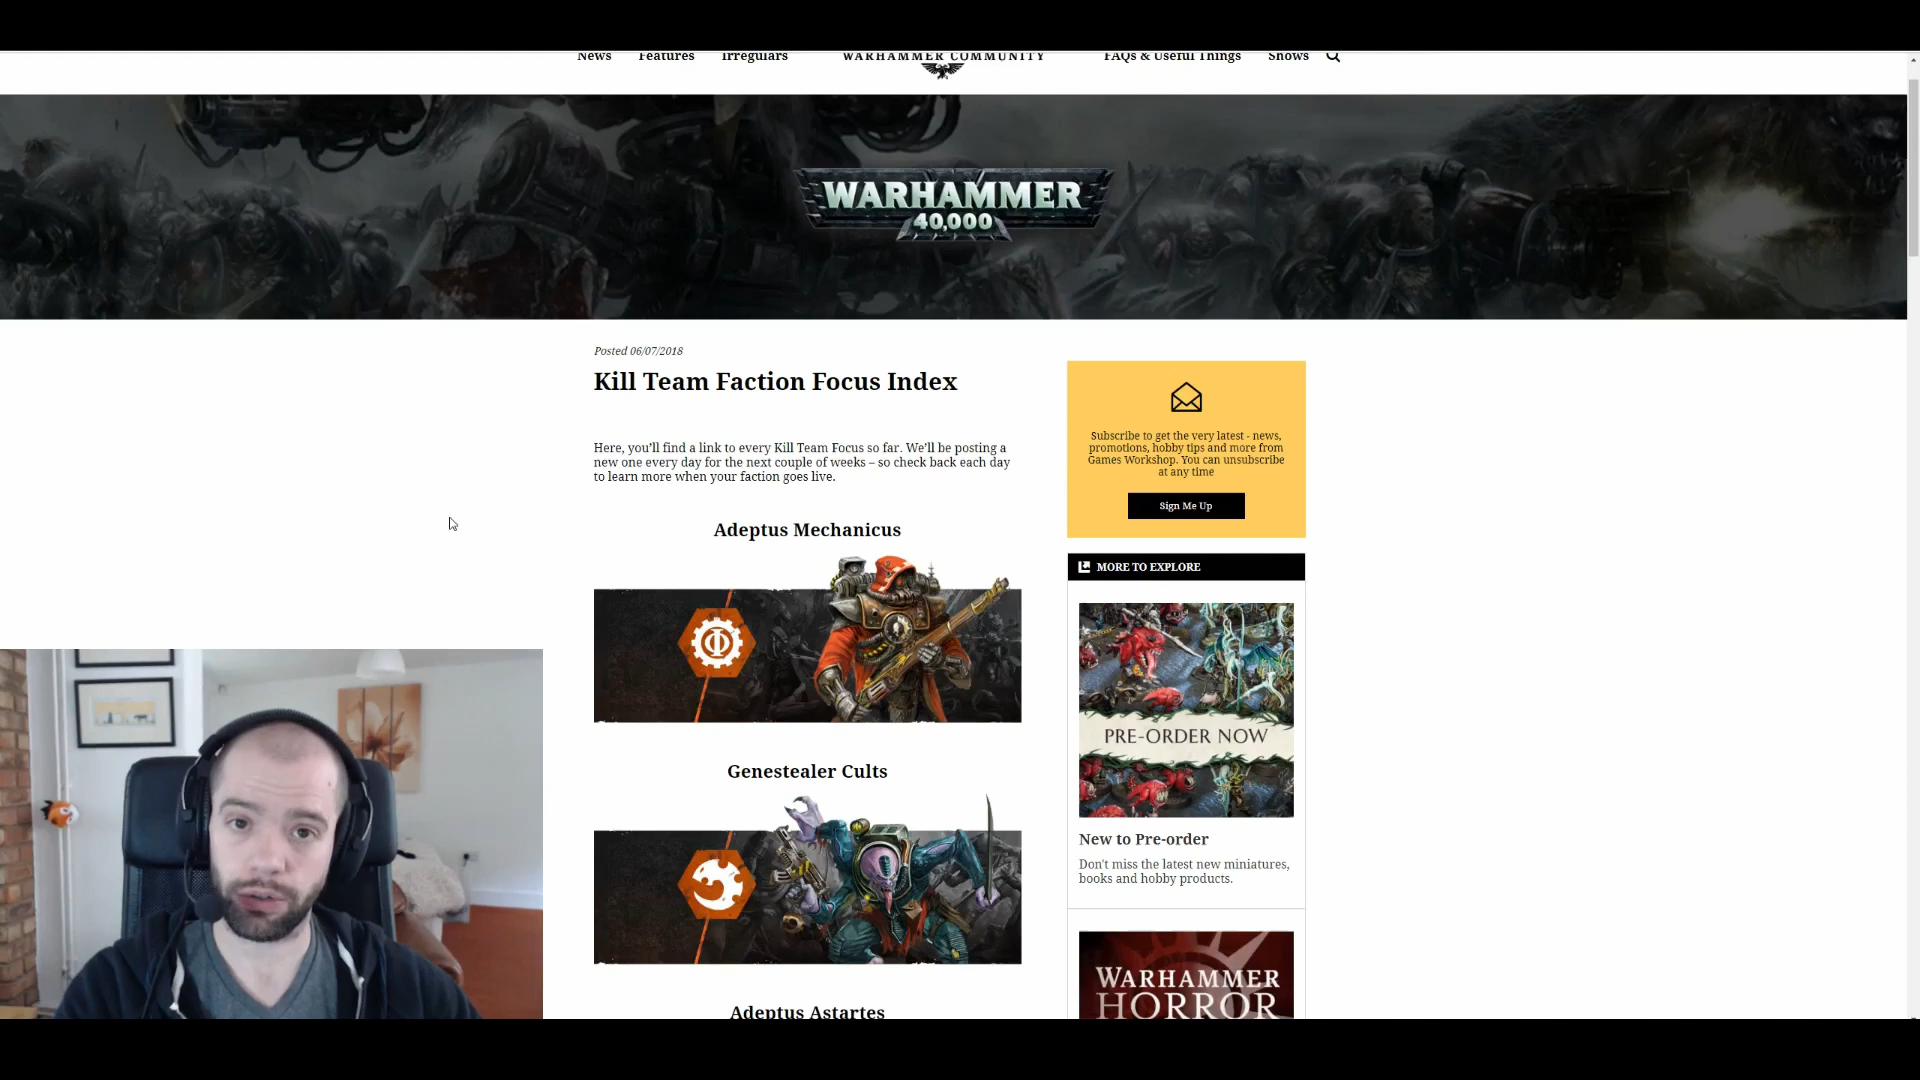 News Features Irregulars WARHAMMER COMMUNITY FAQs & Useful Things Shows
WARHAMMER
40,000
Posted 06/07/2018
Kill Team Faction Focus Index
Here, you’ll find a link to every Kill Team Focus so far. We’ll be posting a
new one every day for the next couple of weeks – so check back each day
to learn more when your faction goes live.
Adeptus Mechanicus
Genestealer Cults
Adeptus Astartes
Subscribe to get the very latest - news,
promotions, hobby tips and more from
Games Workshop. You can unsubscribe
at any time
Sign Me Up
MORE TO EXPLORE
PRE-ORDER NOW
New to Pre-order
Don't miss the latest new miniatures,
books and hobby products.
WARHAMMER
HORROR